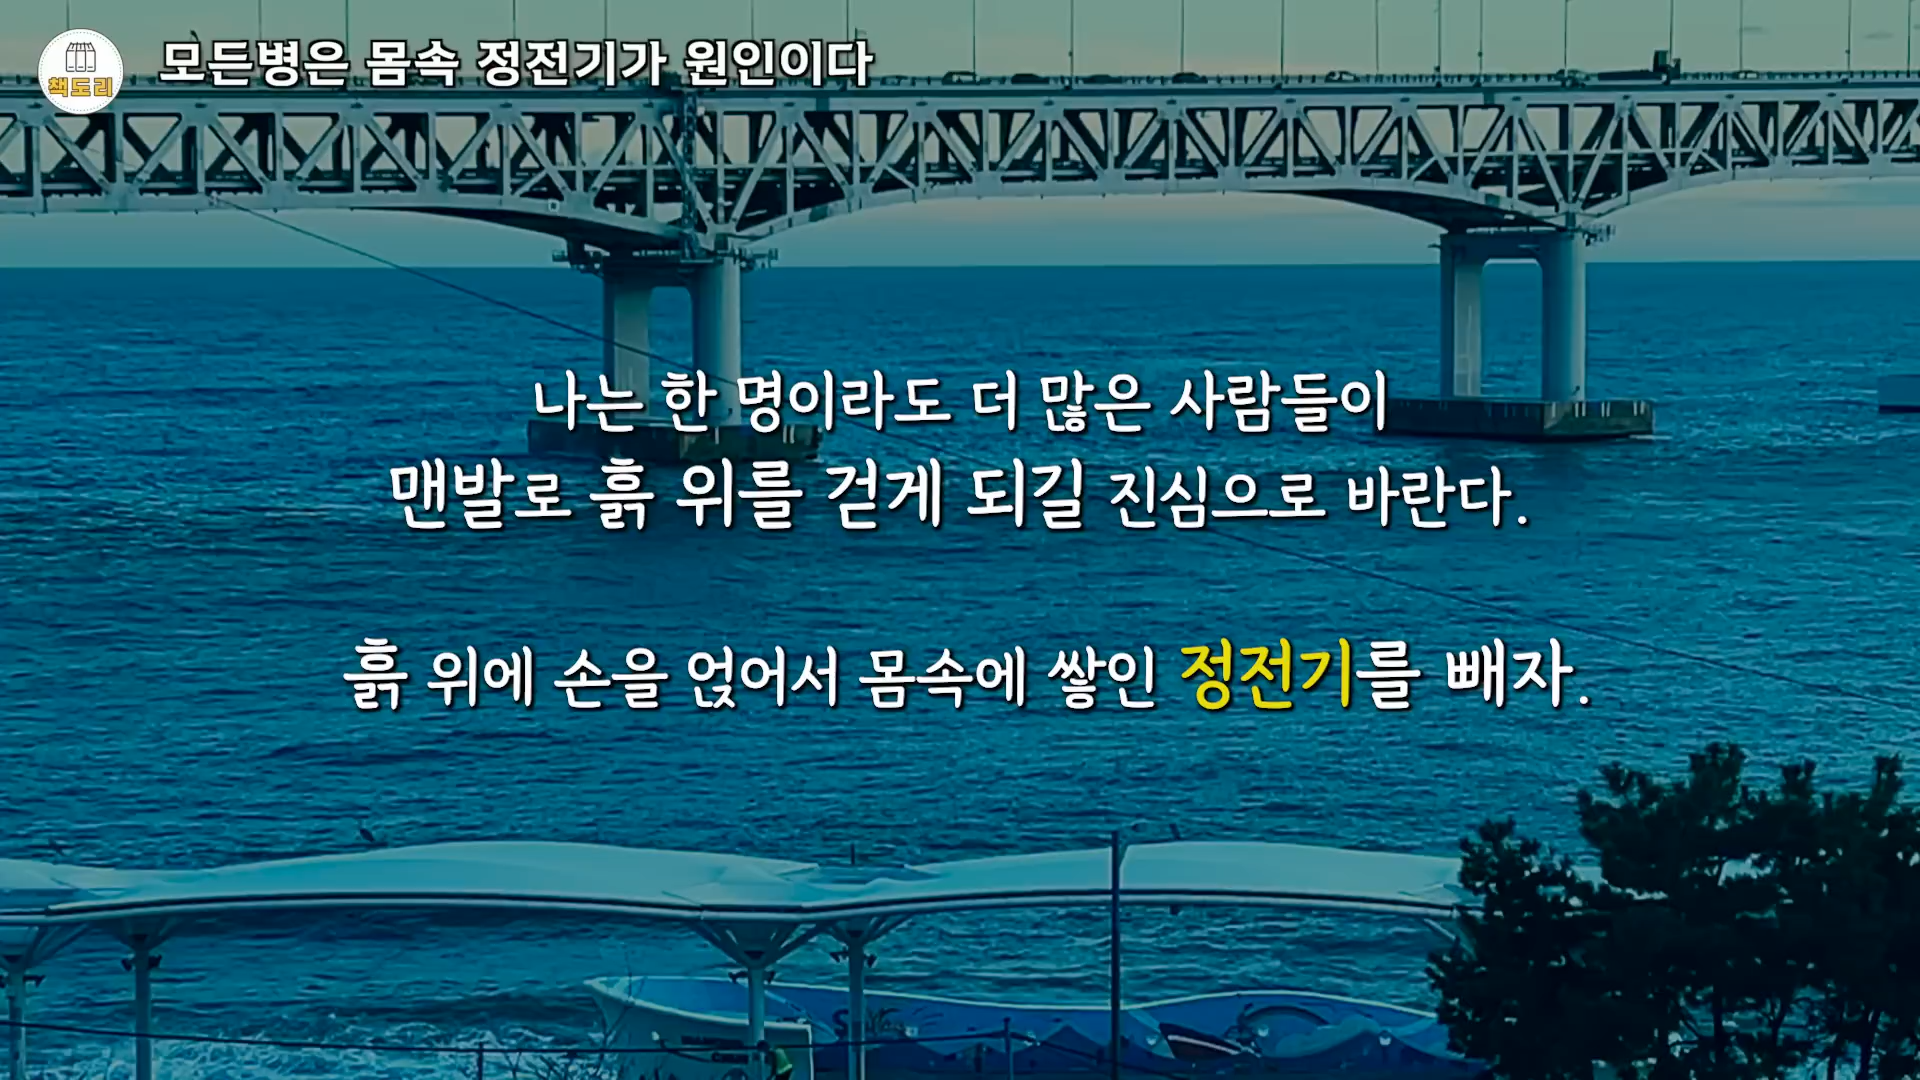 책도리
모든병은 몸속 정전기가 원인이다
나는 한 명이라도 더 많은 사람들이
맨발로 흙 위를 걷게 되길 진심으로 바란다.
흙 위에 손을 얹어서 몸속에 쌓인 정전기를 빼자.